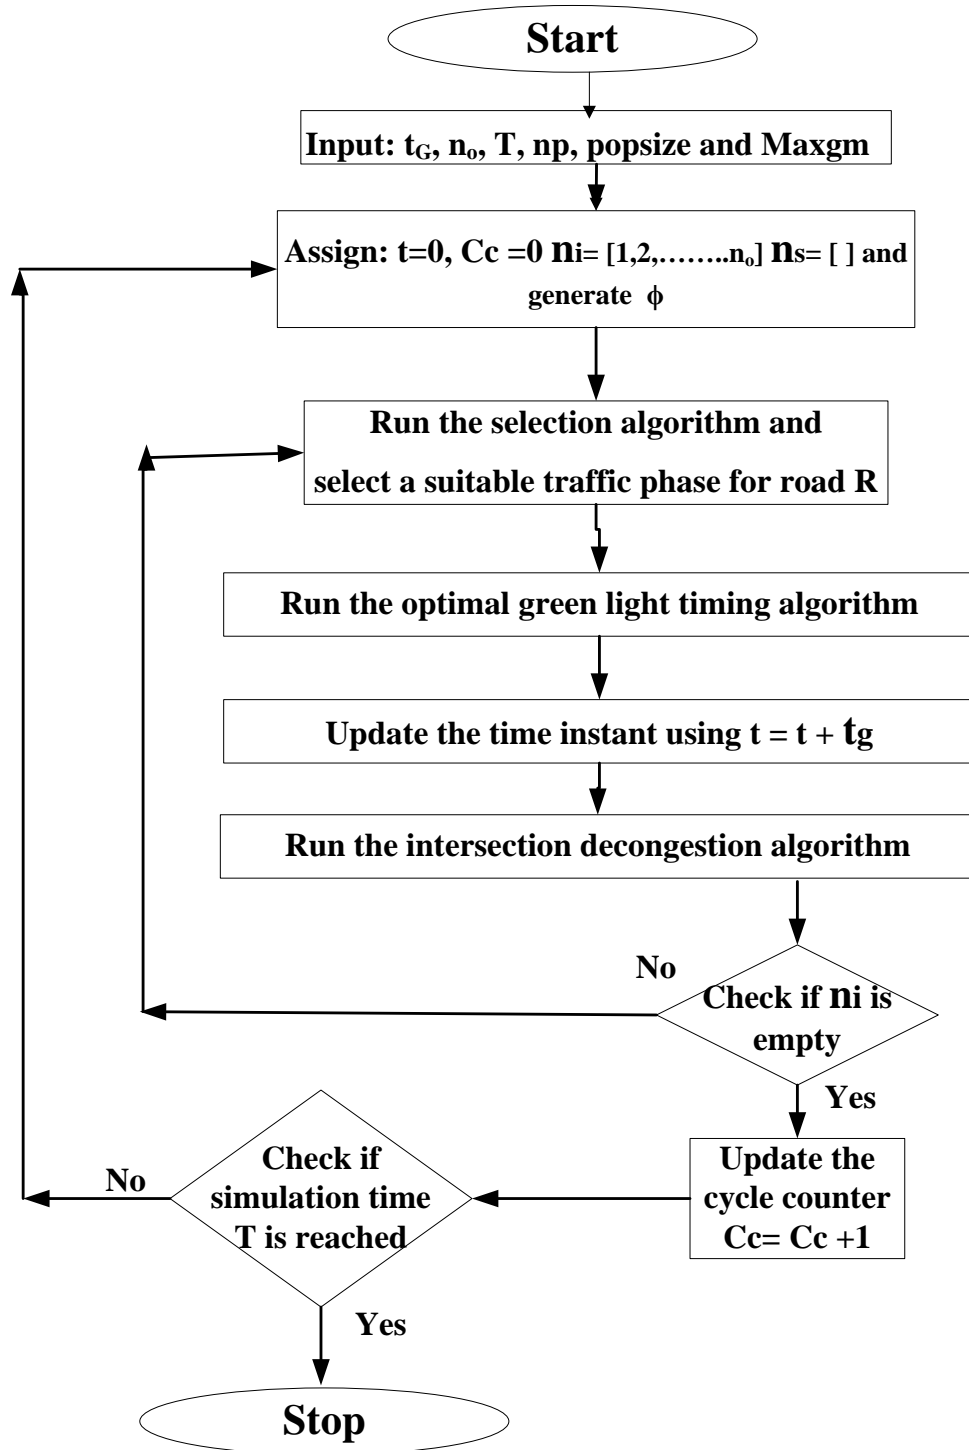 Start
Input: tG, no, T, np, popsize and Maxgm
Assign: t=0, Cc =0 ni= [1,2,........no] ns= [ ] and
generate ϕ
Run the selection algorithm and
select a suitable traffic phase for road R
Run the optimal green light timing algorithm
Update the time instant using t = t + tg
Run the intersection decongestion algorithm
No
Check if ni is
empty
Yes
Update the
cycle counter
Cc= Cc +1
Check if
simulation time
T is reached
No
Yes
Stop